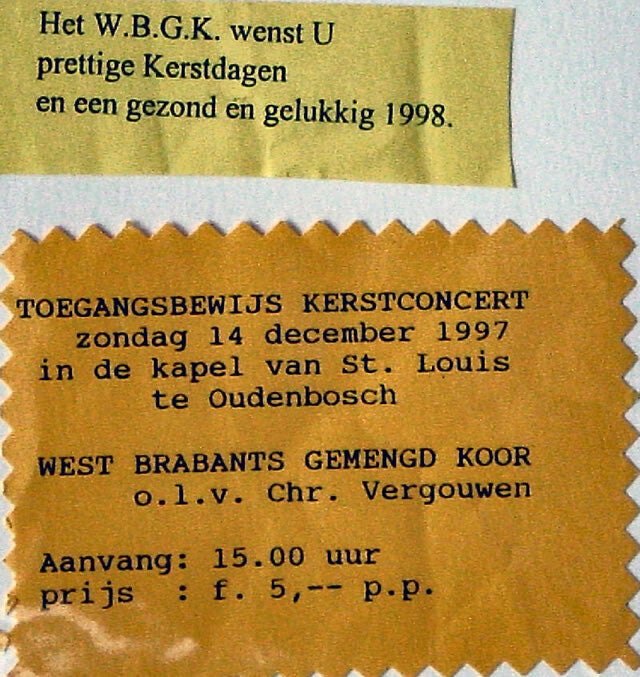 Het W.B.G.K. wenst U
prettige Kerstdagen
en een gezond en gelukkig 1998.
TOEGANGSBEWIJS KERSTCONCERT
zondag 14 december 1997
in de kapel van St. Louis
te Oudenbosch
WEST BRABANTS GEMENGD KOOR
o.l.v. Chr. Vergouwen
Aanvang: 15.00 uur
prijs : f. 5,-- p.p.